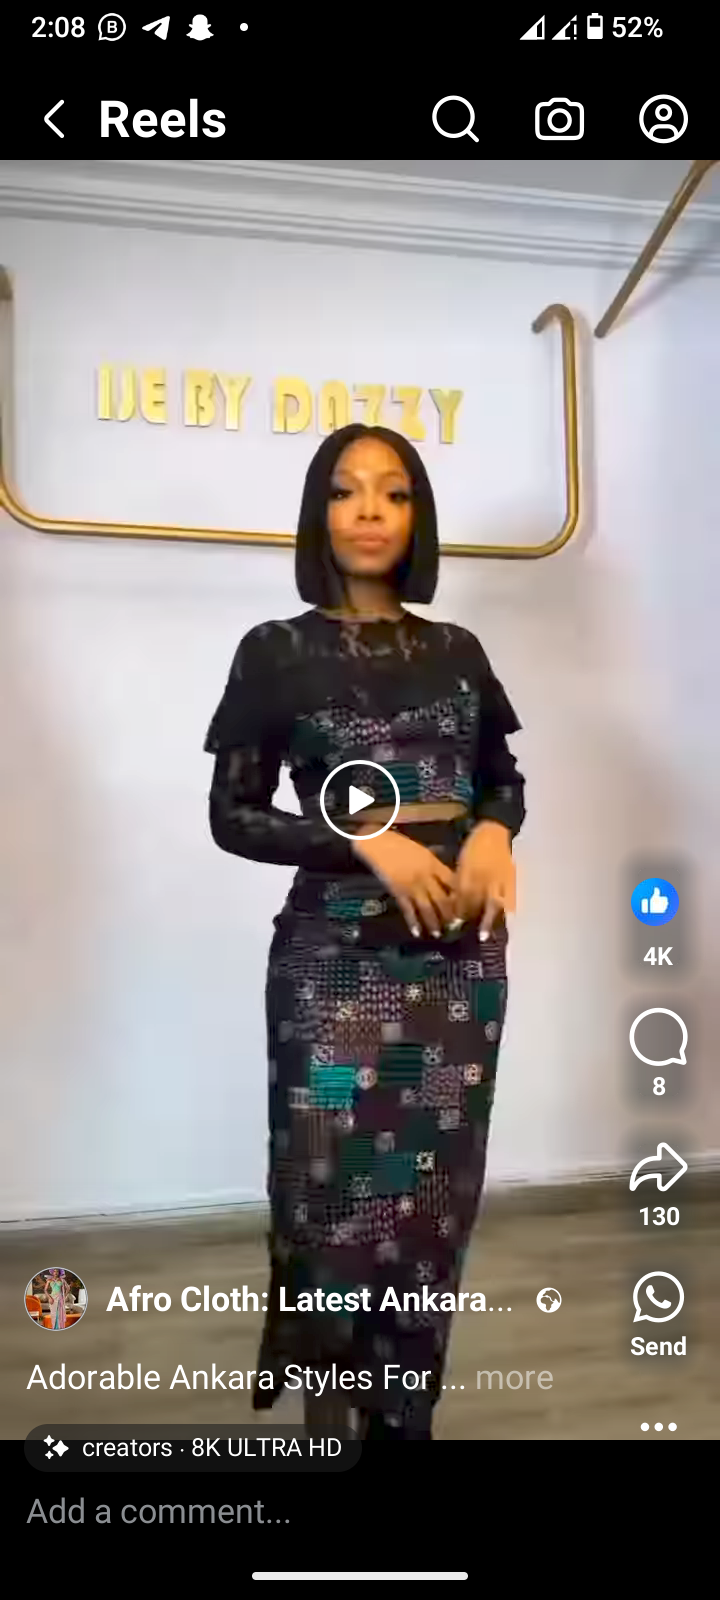 2:08 52%
Reels
IJE BY DAZZY
4K
8
130
Send
Afro Cloth: Latest Ankara...
Adorable Ankara Styles For ... more
creators · 8K ULTRA HD
Add a comment...